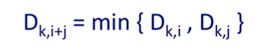 D_{k,i+j} = min { D_{k,i} , D_{k,j} }